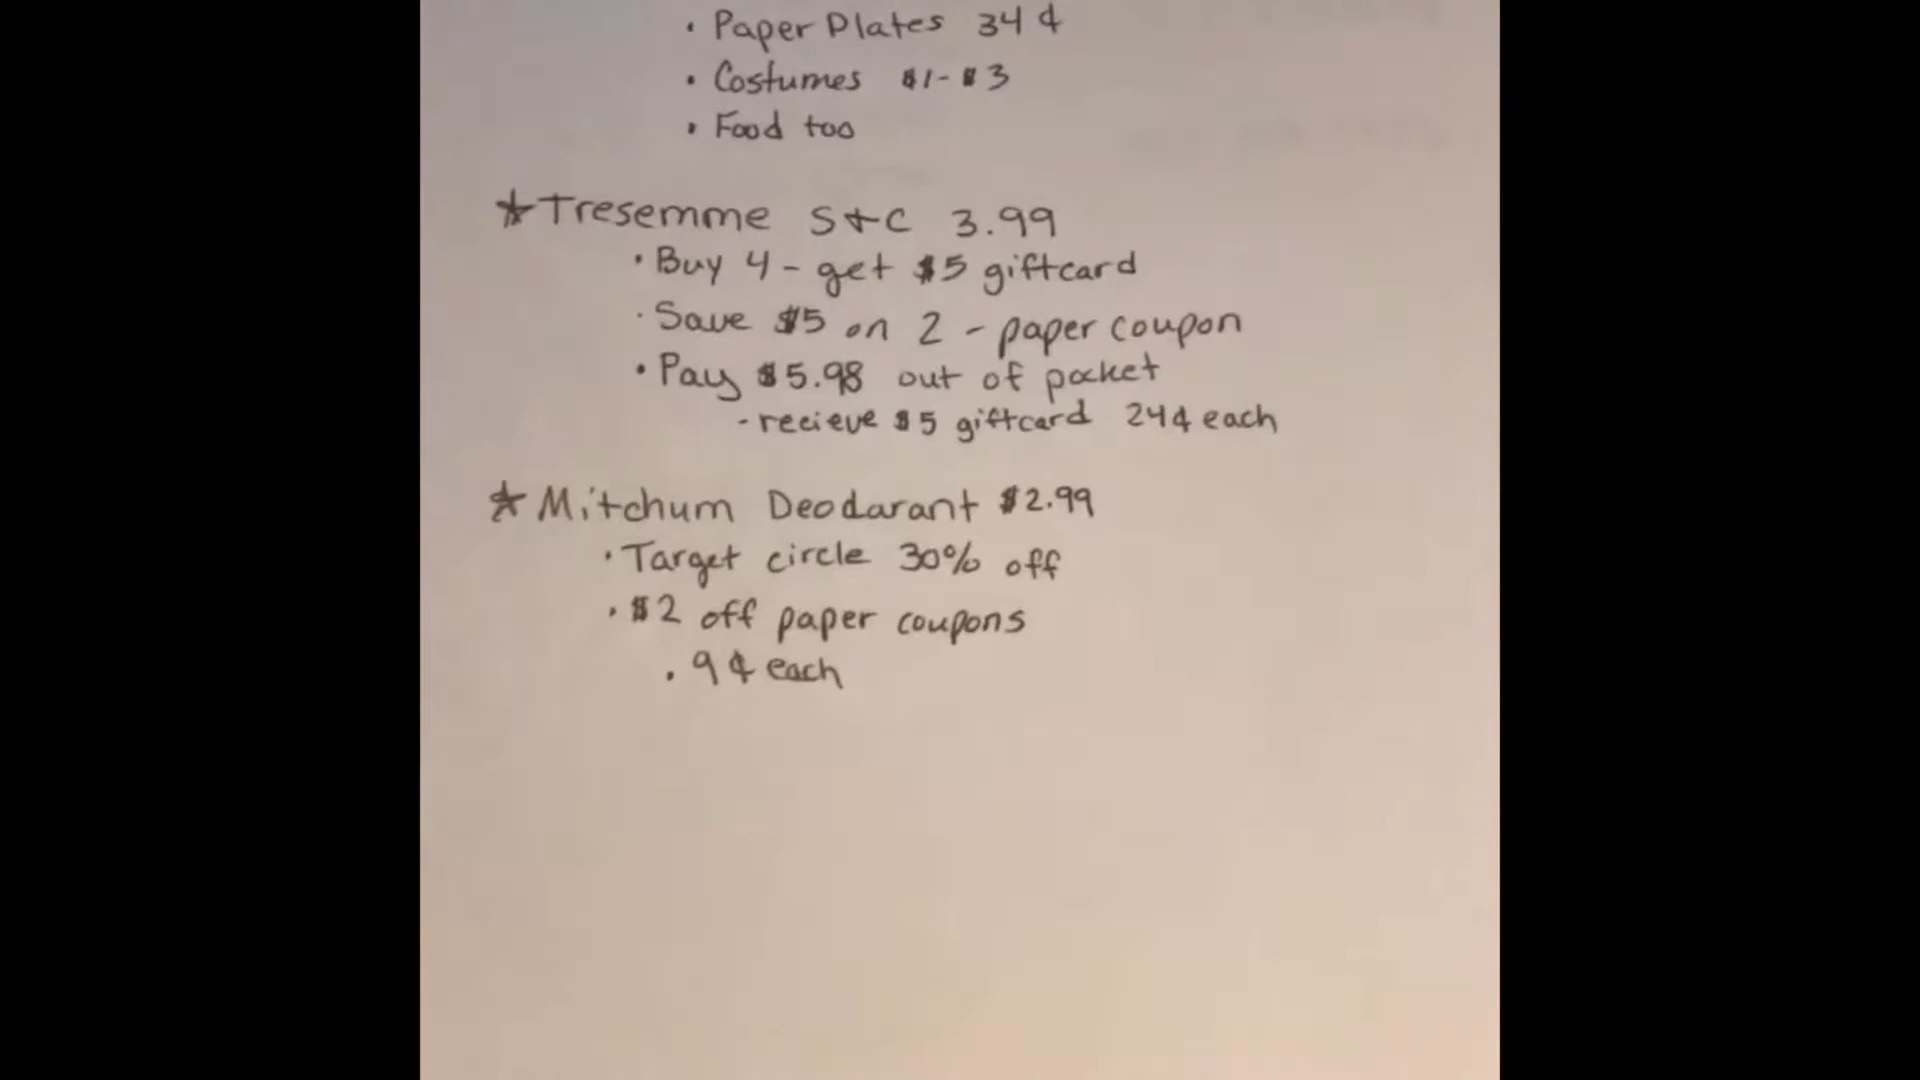 • Paper Plates 34¢
• Costumes $1-$3
• Food too
★ Tresemme S+C 3.99
• Buy 4 - get $5 giftcard
• Save $5 on 2 - paper coupon
• Pay $5.98 out of pocket
- recieve $5 giftcard 24¢ each
★ Mitchum Deodarant $2.99
• Target circle 30% off
• $2 off paper coupons
• 9¢ each